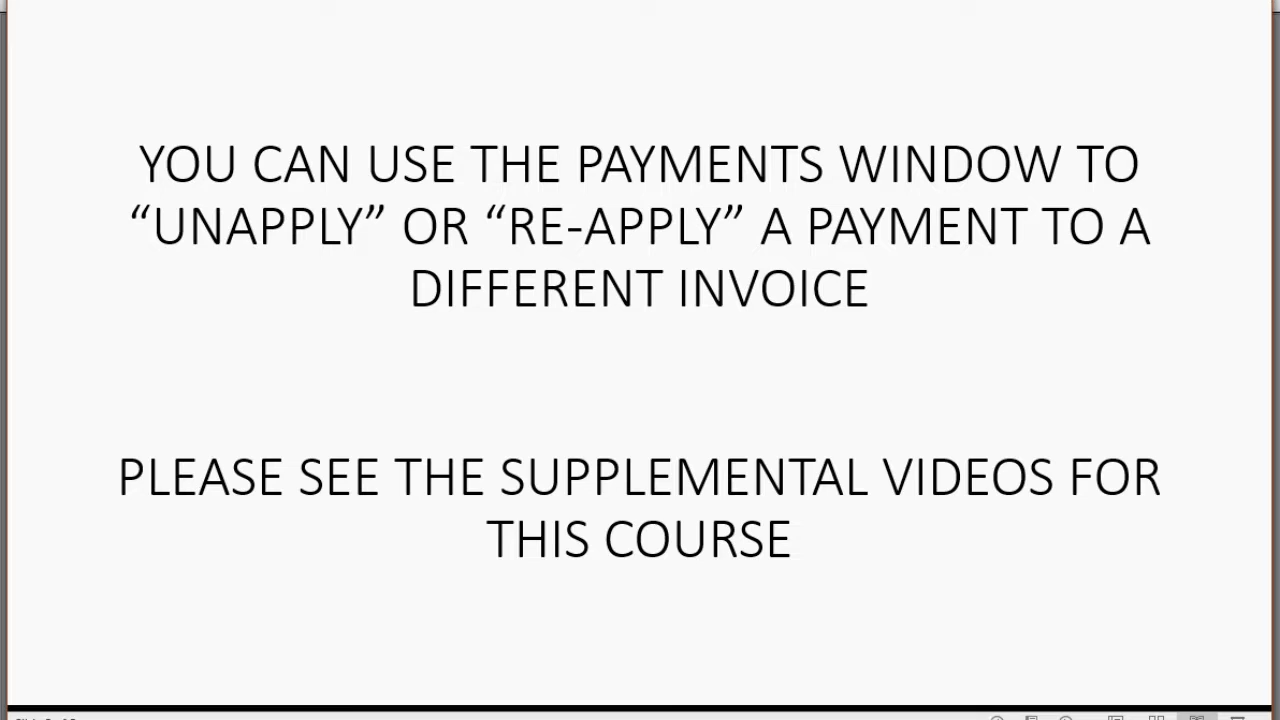 YOU CAN USE THE PAYMENTS WINDOW TO
“UNAPPLY” OR “RE-APPLY” A PAYMENT TO A
DIFFERENT INVOICE
PLEASE SEE THE SUPPLEMENTAL VIDEOS FOR
THIS COURSE